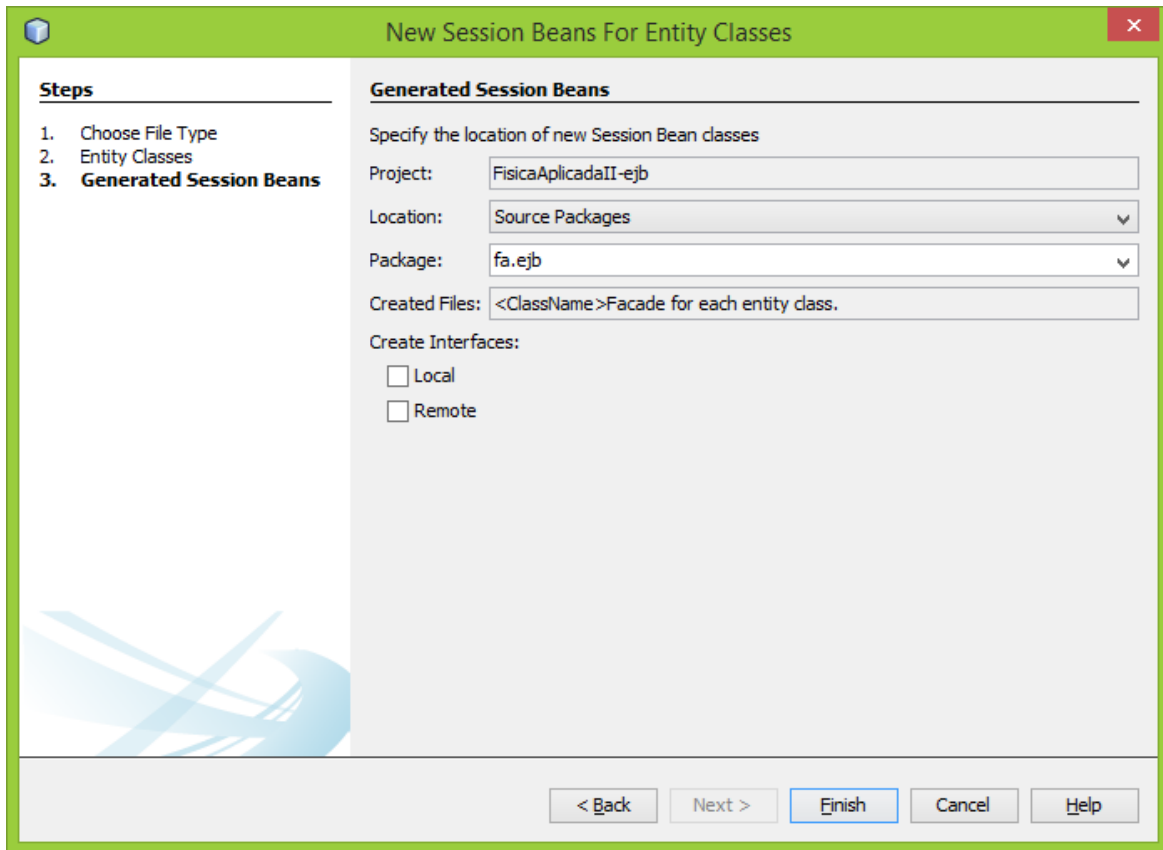 New Session Beans For Entity Classes
Steps
1. Choose File Type
2. Entity Classes
3. Generated Session Beans
Generated Session Beans
Specify the location of new Session Bean classes
Project: FisicaAplicadaII-ejb
Location: Source Packages
Package: fa.ejb
Created Files: <ClassName>Facade for each entity class.
Create Interfaces:
Local
Remote
< Back Next > Finish Cancel Help